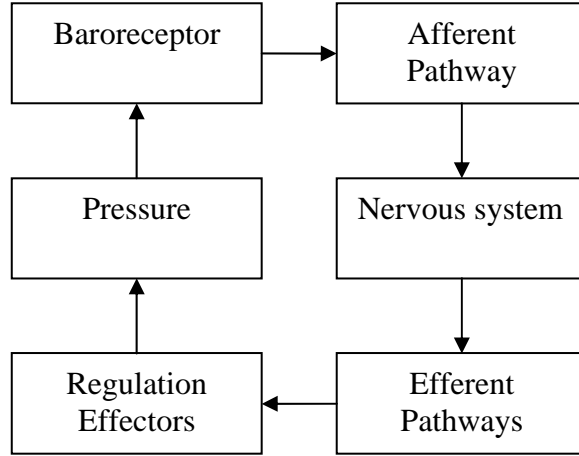 Baroreceptor
Afferent
Pathway
Pressure
Nervous system
Regulation
Effectors
Efferent
Pathways